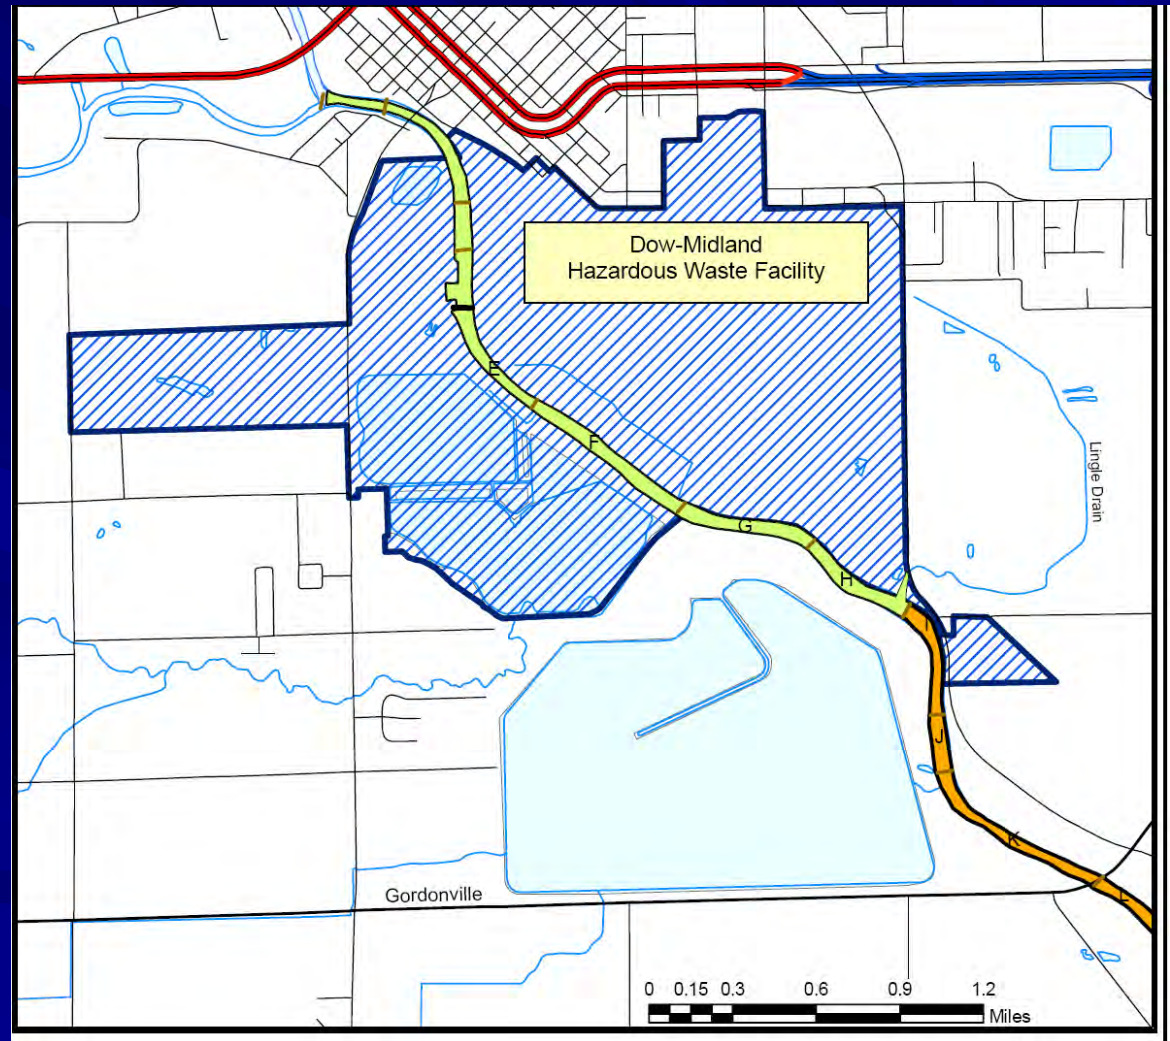 Dow-Midland
Hazardous Waste Facility
E
F
Lingle Drain
G
H
I
J
K
L
Gordonville
0 0.15 0.3 0.6 0.9 1.2
Miles